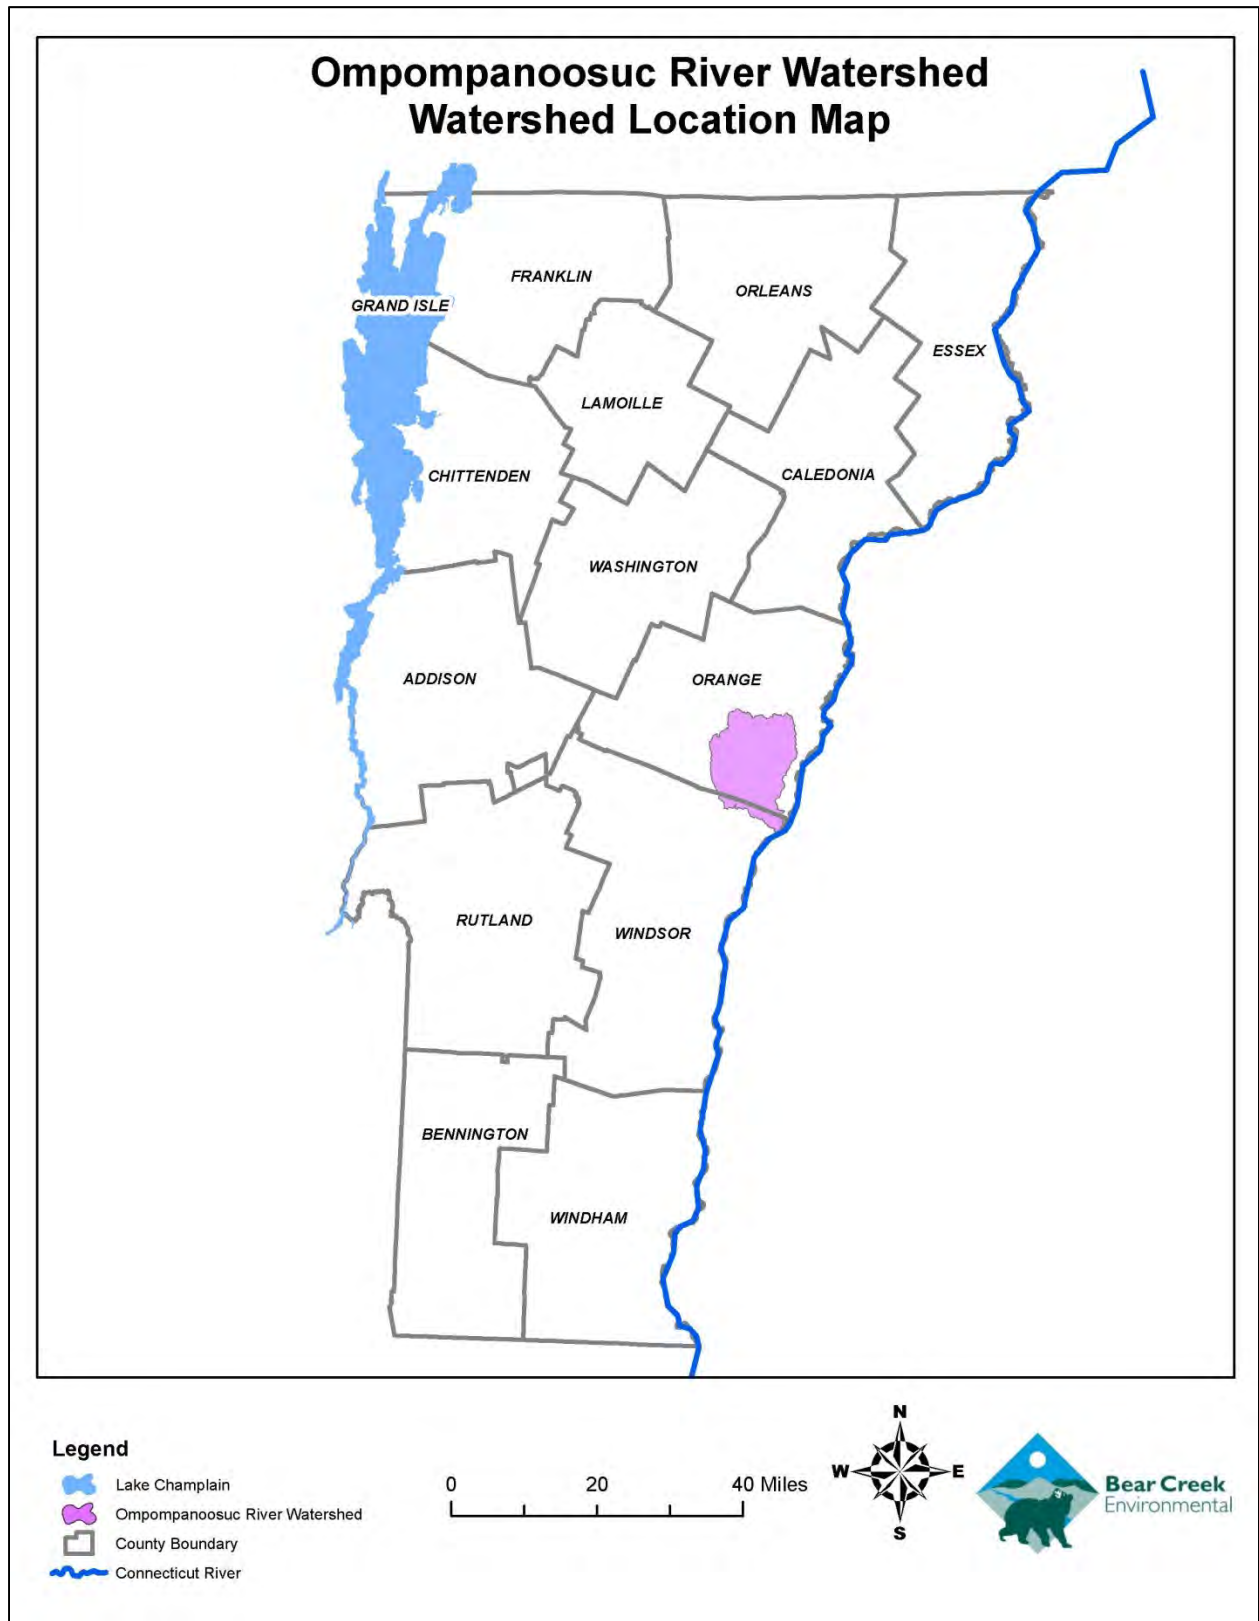 Ompompanoosuc River Watershed
Watershed Location Map
FRANKLIN
ORLEANS
GRAND ISLE
ESSEX
LAMOILLE
CHITTENDEN
CALEDONIA
WASHINGTON
ADDISON
ORANGE
RUTLAND
WINDSOR
BENNINGTON
WINDHAM
Legend
Lake Champlain
Ompompanoosuc River Watershed
County Boundary
Connecticut River
0 20 40 Miles
N
W E
S
Bear Creek
Environmental